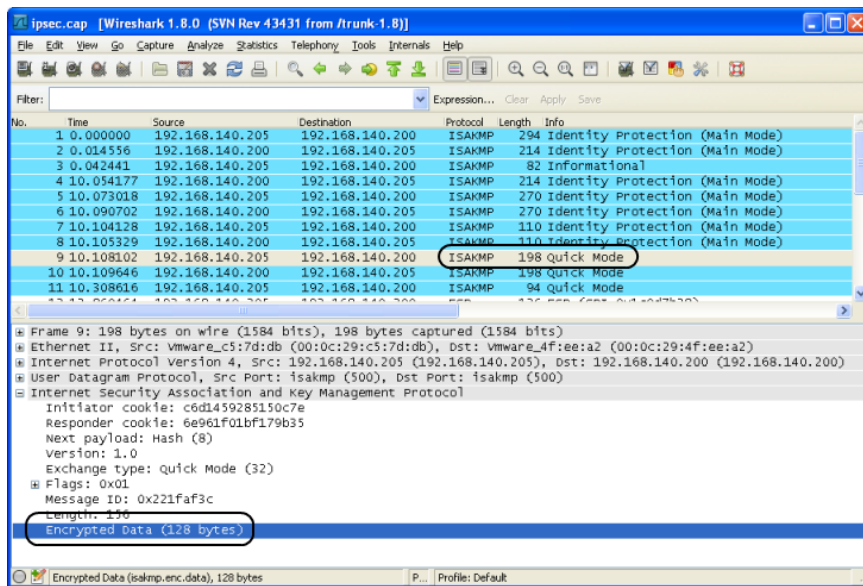 ipsec.cap [Wireshark 1.8.0 (SVN Rev 43431 from /trunk-1.8)]
File Edit View Go Capture Analyze Statistics Telephony Tools Internals Help
Filter: Expression... Clear Apply Save
No. Time Source Destination Protocol Length Info
1 0.000000 192.168.140.205 192.168.140.200 ISAKMP 294 Identity Protection (Main Mode)
2 0.014556 192.168.140.200 192.168.140.205 ISAKMP 214 Identity Protection (Main Mode)
3 0.042441 192.168.140.205 192.168.140.200 ISAKMP 82 Informational
4 10.054177 192.168.140.200 192.168.140.205 ISAKMP 214 Identity Protection (Main Mode)
5 10.073018 192.168.140.205 192.168.140.200 ISAKMP 270 Identity Protection (Main Mode)
6 10.090702 192.168.140.200 192.168.140.205 ISAKMP 270 Identity Protection (Main Mode)
7 10.104128 192.168.140.205 192.168.140.200 ISAKMP 110 Identity Protection (Main Mode)
8 10.105329 192.168.140.200 192.168.140.205 ISAKMP 110 Identity Protection (Main Mode)
9 10.108102 192.168.140.205 192.168.140.200 ISAKMP 198 Quick Mode
10 10.109646 192.168.140.200 192.168.140.205 ISAKMP 198 Quick Mode
11 10.308616 192.168.140.205 192.168.140.200 ISAKMP 94 Quick Mode
Frame 9: 198 bytes on wire (1584 bits), 198 bytes captured (1584 bits)
Ethernet II, Src: Vmware_c5:7d:db (00:0c:29:c5:7d:db), Dst: Vmware_4f:ee:a2 (00:0c:29:4f:ee:a2)
Internet Protocol Version 4, Src: 192.168.140.205 (192.168.140.205), Dst: 192.168.140.200 (192.168.140.200)
User Datagram Protocol, Src Port: isakmp (500), Dst Port: isakmp (500)
Internet Security Association and Key Management Protocol
Initiator cookie: c6d1459285150c7e
Responder cookie: 6e961f01bf179b35
Next payload: Hash (8)
Version: 1.0
Exchange type: Quick Mode (32)
Flags: 0x01
Message ID: 0x221faf3c
Length: 156
Encrypted Data (128 bytes)
Encrypted Data (isakmp.enc.data), 128 bytes P... Profile: Default